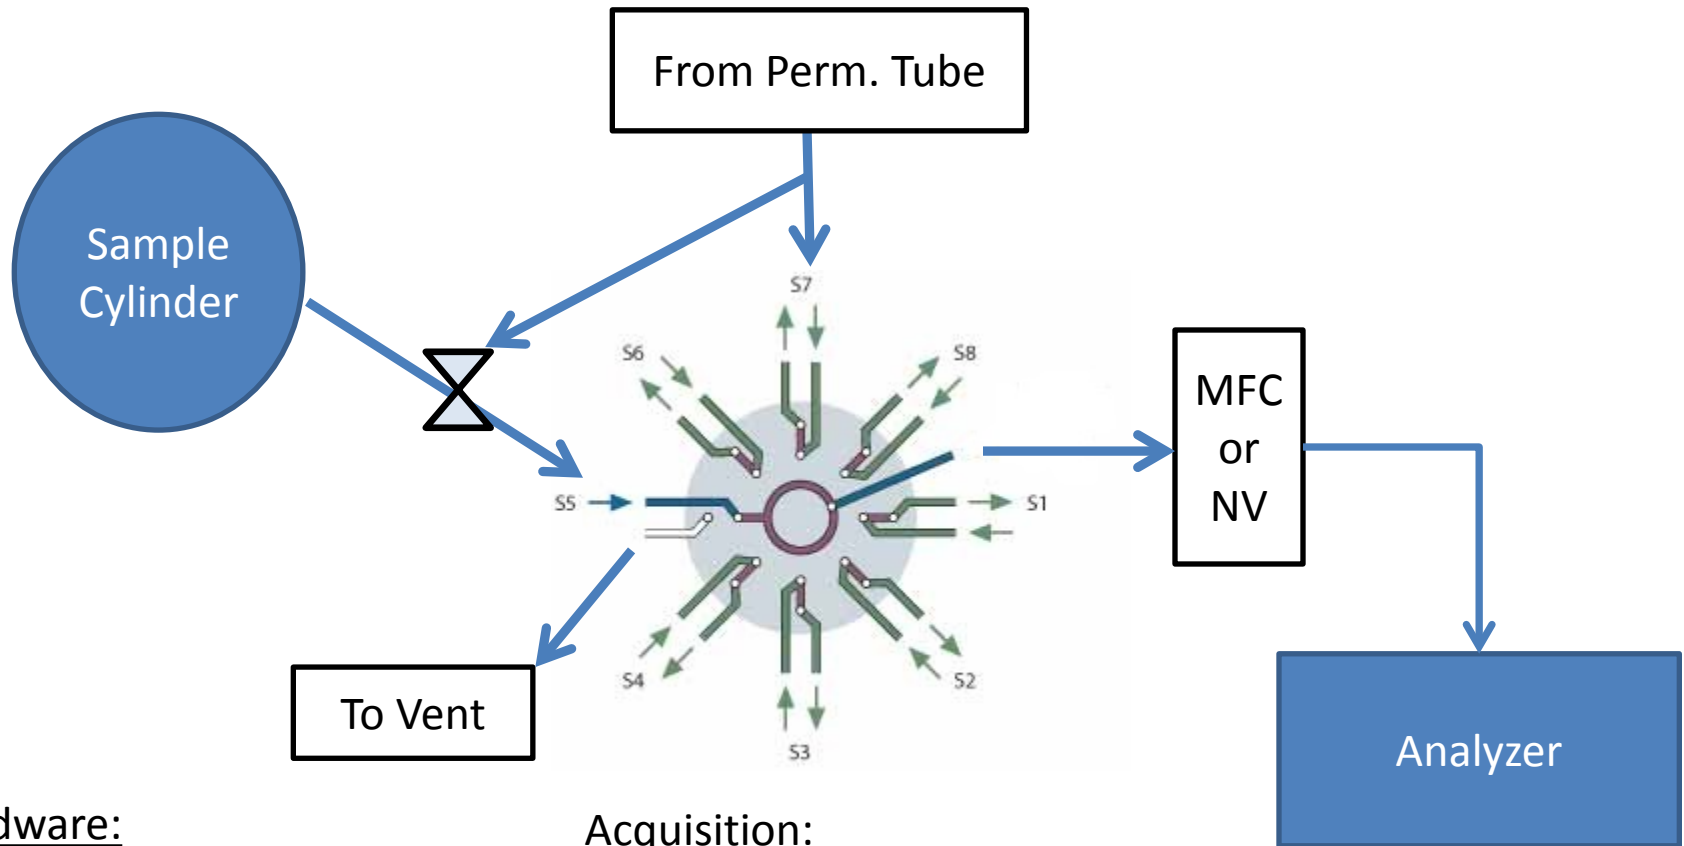 From Perm. Tube
Sample
Cylinder
S7
S6
S8
MFC
or
NV
S5
S1
S4
S2
To Vent
S3
Analyzer
dware:
Acquisition: